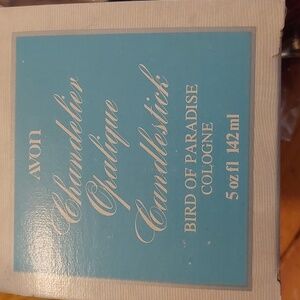 AVON
Chandelier
Opalique
Candlestick
BIRD OF PARADISE
COLOGNE
5 oz fl 142 ml